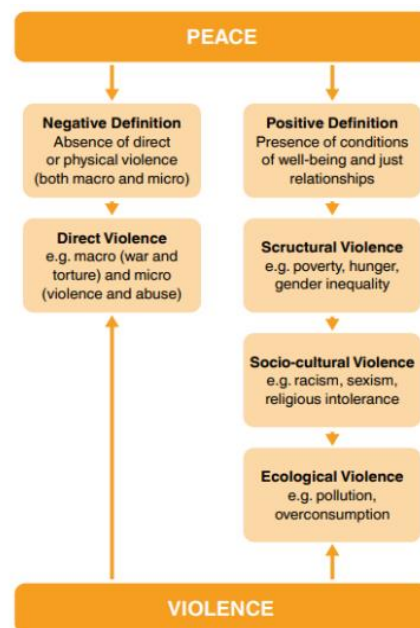 PEACE
Negative Definition
Absence of direct
or physical violence
(both macro and micro)
Direct Violence
e.g. macro (war and
torture) and micro
(violence and abuse)
Positive Definition
Presence of conditions
of well-being and just
relationships
Scructural Violence
e.g. poverty, hunger,
gender inequality
Socio-cultural Violence
e.g. racism, sexism,
religious intolerance
Ecological Violence
e.g. pollution,
overconsumption
VIOLENCE